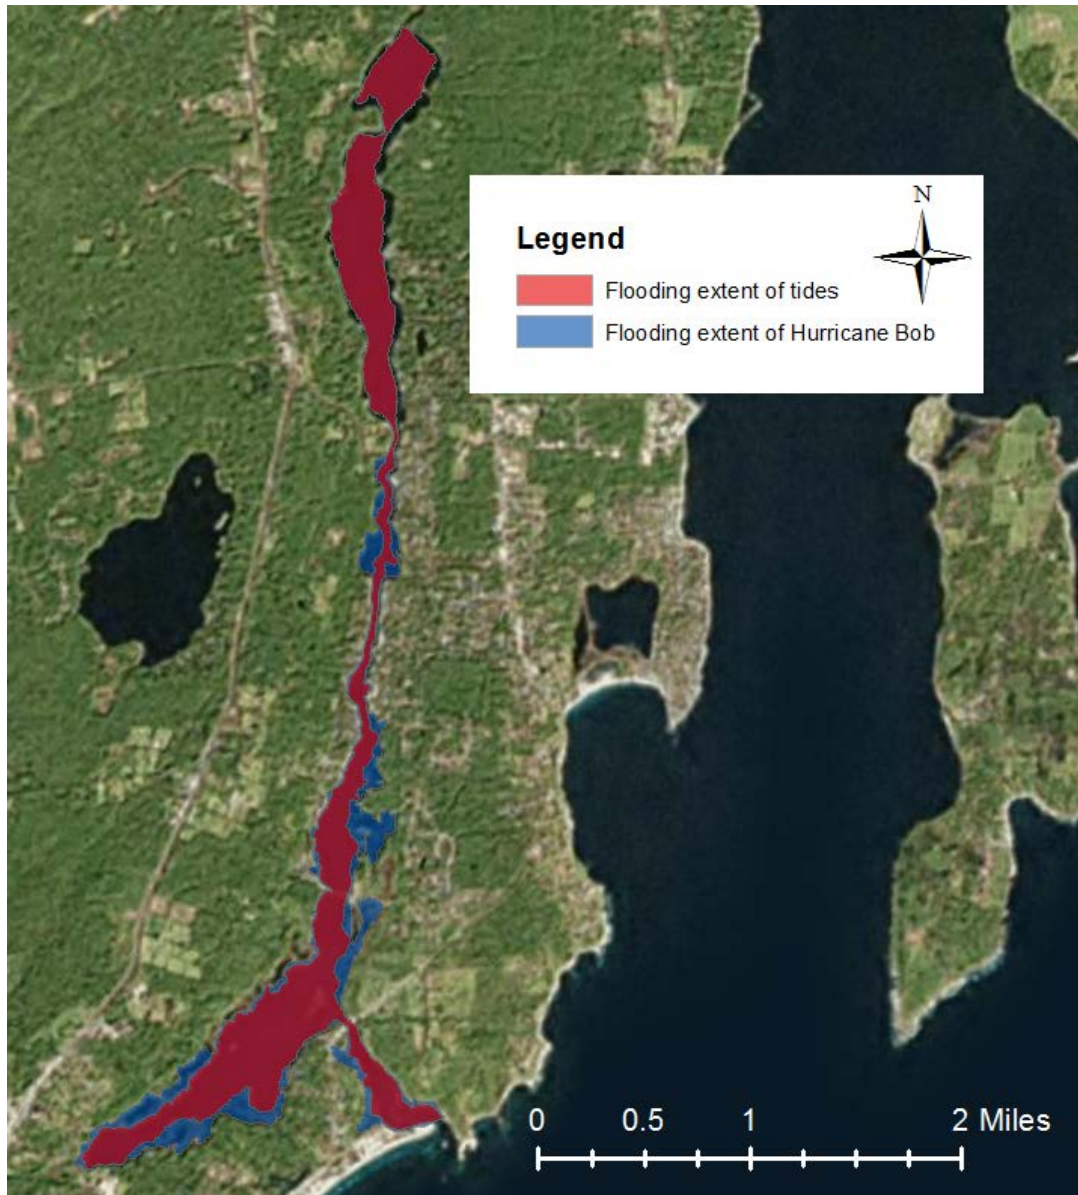 N
Legend
Flooding extent of tides
Flooding extent of Hurricane Bob
0 0.5 1 2 Miles